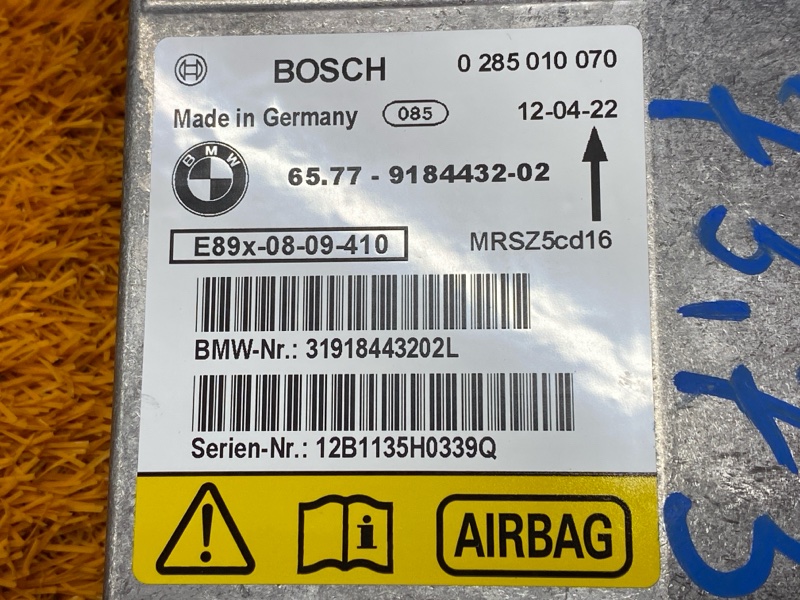 BOSCH 0 285 010 070
Made in Germany 085 12-04-22
BMW 65.77 - 9184432-02
E89x-08-09-410 MRSZ5cd16
BMW-Nr.: 31918443202L
Serien-Nr.: 12B1135H0339Q
AIRBAG